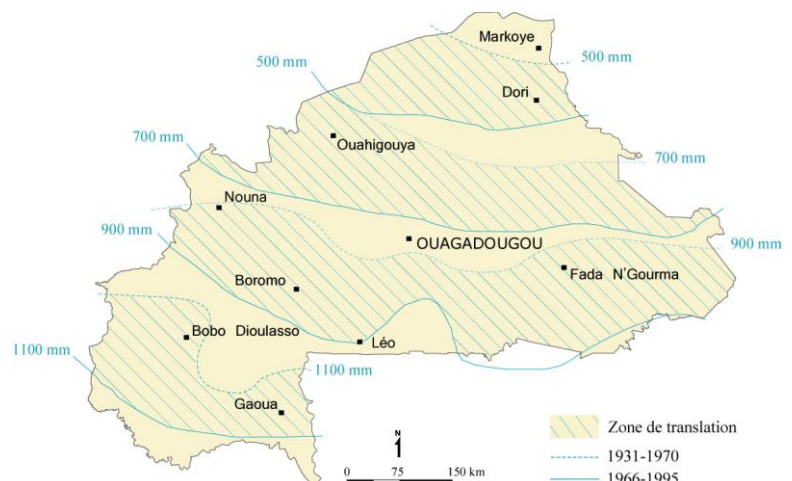 Markoye
500 mm
500 mm
Dori
Ouahigouya
700 mm
700 mm
Nouna
900 mm
OUAGADOUGOU
900 mm
Fada N'Gourma
Boromo
Bobo Dioulasso
Léo
1100 mm
1100 mm
Gaoua
N
0 75 150 km
Zone de translation
1931-1970
1966-1995